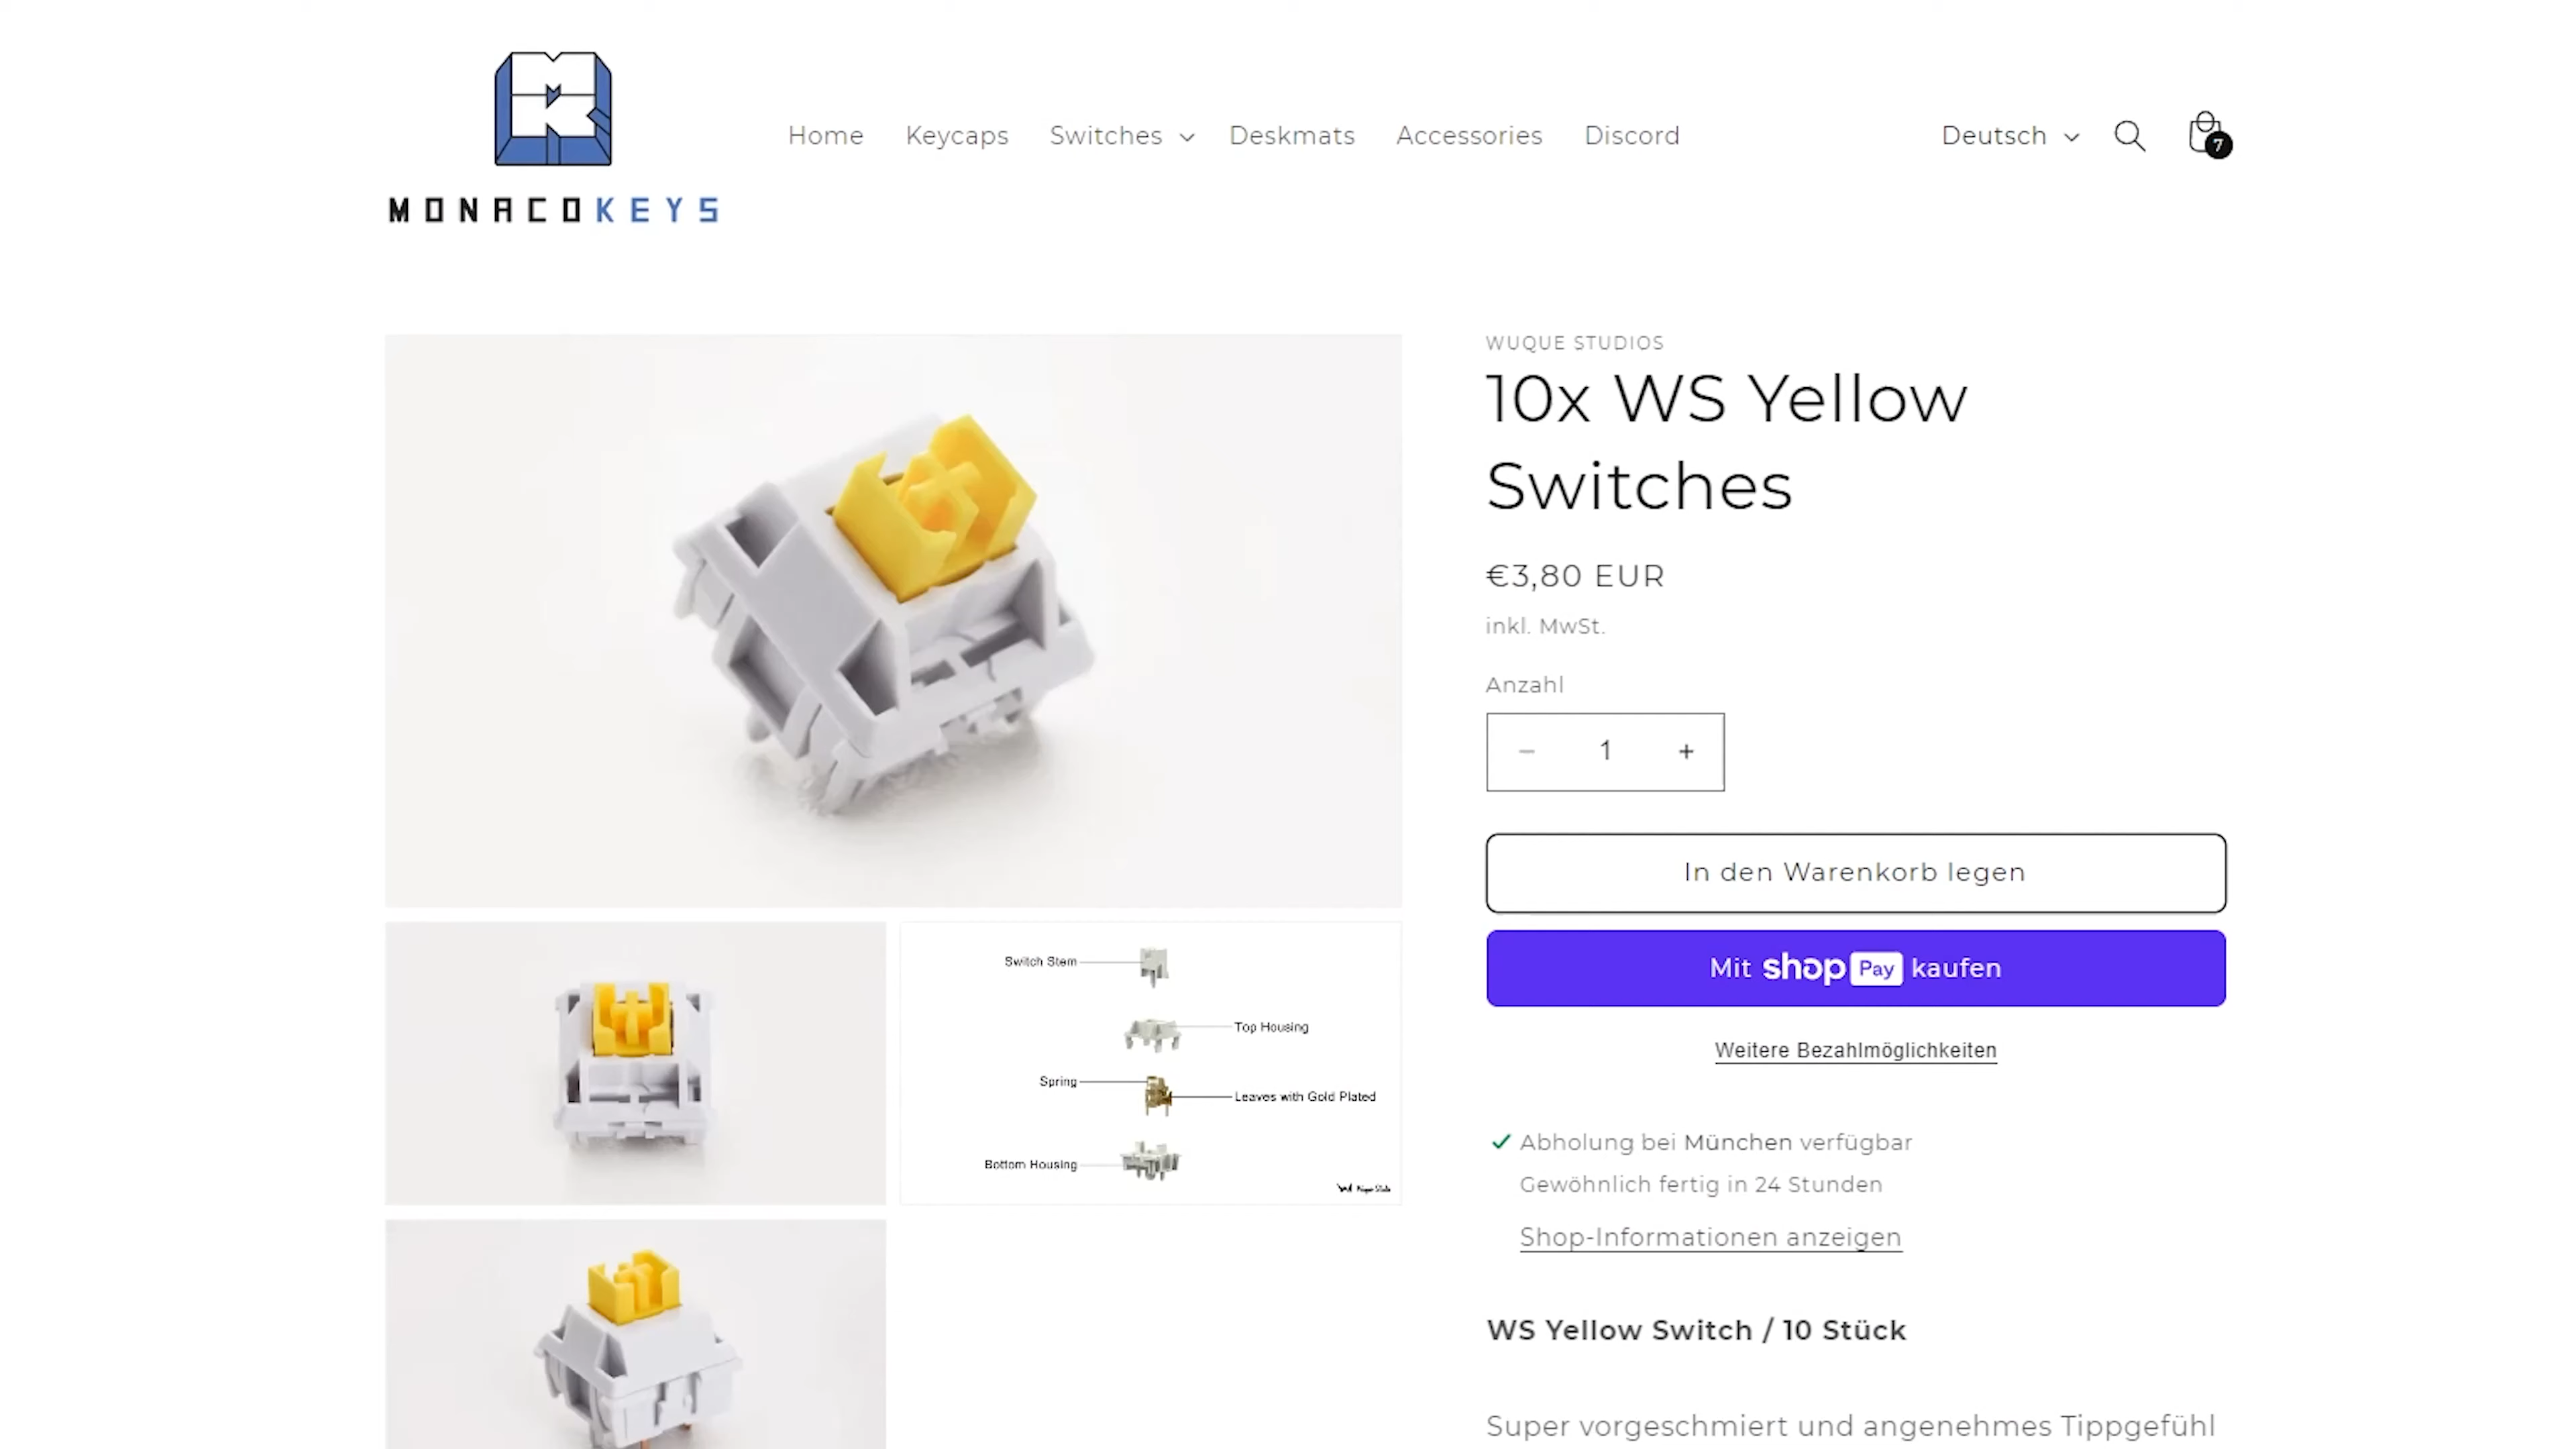 MONACOKEYS
Home Keycaps Switches Deskmats Accessories Discord
Deutsch
7
WUQUE STUDIOS
10x WS Yellow
Switches
€3,80 EUR
inkl. MwSt.
Anzahl
− 1 +
In den Warenkorb legen
Mit shop Pay kaufen
Weitere Bezahlmöglichkeiten
Abholung bei München verfügbar
Gewöhnlich fertig in 24 Stunden
Shop-Informationen anzeigen
WS Yellow Switch / 10 Stück
Super vorgeschmiert und angenehmes Tippgefühl
Switch Stem
Top Housing
Spring
Leaves with Gold Plated
Bottom Housing